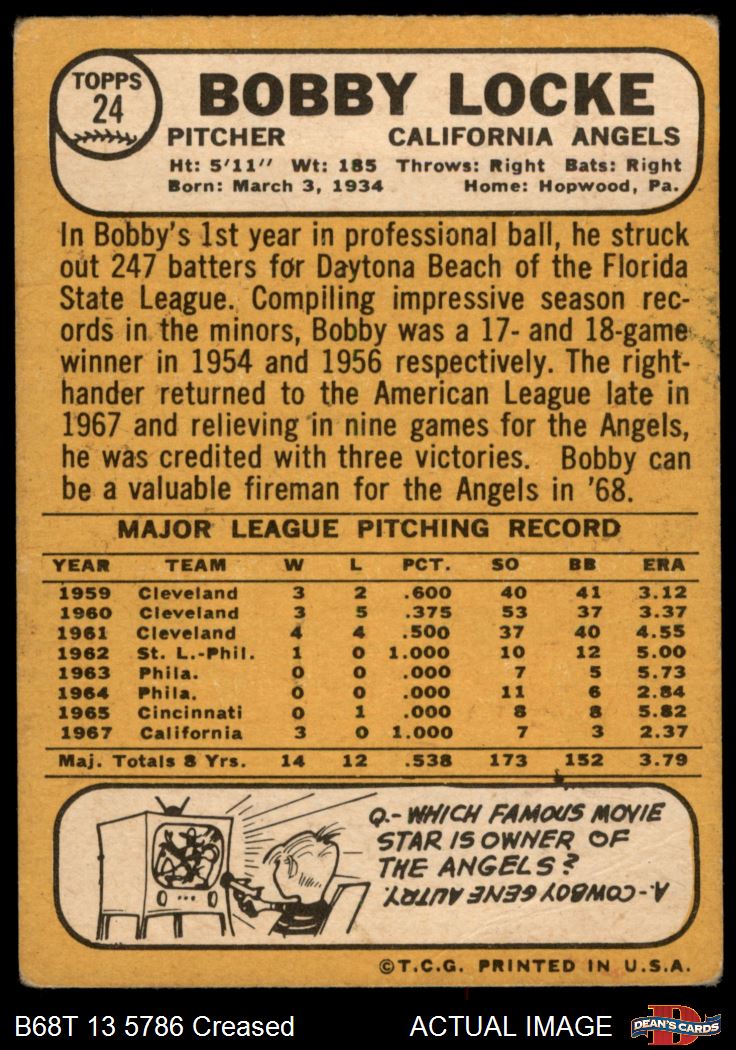 TOPPS
24
BOBBY LOCKE
PITCHER CALIFORNIA ANGELS
Ht: 5'11" Wt: 185 Throws: Right Bats: Right
Born: March 3, 1934 Home: Hopwood, Pa.
In Bobby's 1st year in professional ball, he struck
out 247 batters for Daytona Beach of the Florida
State League. Compiling impressive season rec-
ords in the minors, Bobby was a 17- and 18-game
winner in 1954 and 1956 respectively. The right-
hander returned to the American League late in
1967 and relieving in nine games for the Angels,
he was credited with three victories. Bobby can
be a valuable fireman for the Angels in '68.
MAJOR LEAGUE PITCHING RECORD
YEAR TEAM W L PCT. SO BB ERA
1959 Cleveland 3 2 .600 40 41 3.12
1960 Cleveland 3 5 .375 53 37 3.37
1961 Cleveland 4 4 .500 37 40 4.55
1962 St. L.-Phil. 1 0 1.000 10 12 5.00
1963 Phila. 0 0 .000 7 5 5.73
1964 Phila. 0 0 .000 11 6 2.84
1965 Cincinnati 0 1 .000 8 8 5.82
1967 California 3 0 1.000 7 3 2.37
Maj. Totals 8 Yrs. 14 12 .538 173 152 3.79
Q.- WHICH FAMOUS MOVIE
STAR IS OWNER OF
THE ANGELS?
A.- COWBOY GENE AUTRY.
©T.C.G. PRINTED IN U.S.A.
B68T 13 5786 Creased ACTUAL IMAGE
D
DEAN'S CARDS